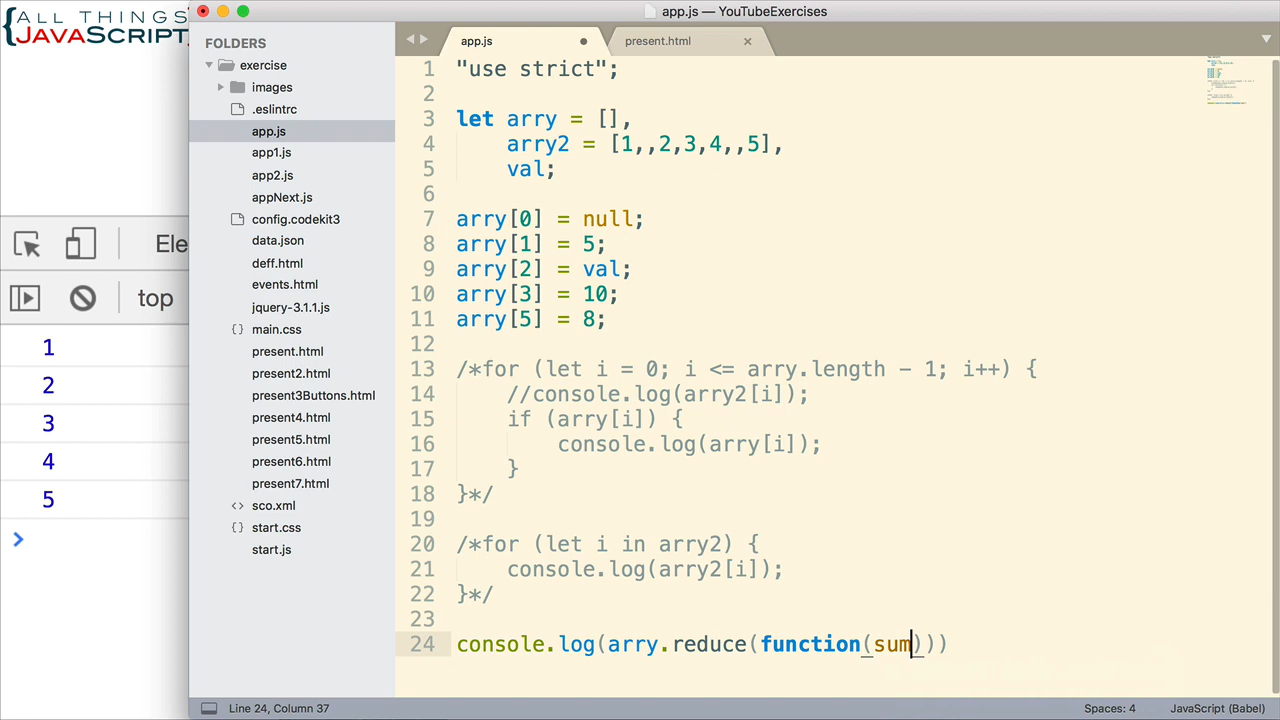 {ALL THINGS
JAVASCRIPT
app.js — YouTubeExercises
FOLDERS
exercise
images
.eslintrc
app.js
app1.js
app2.js
appNext.js
config.codekit3
data.json
deff.html
events.html
jquery-3.1.1.js
{} main.css
present.html
present2.html
present3Buttons.html
present4.html
present5.html
present6.html
present7.html
<> sco.xml
{} start.css
start.js
app.js
present.html
1 "use strict";
2
3 let arry = [],
4     arry2 = [1,,2,3,4,,5],
5     val;
6
7 arry[0] = null;
8 arry[1] = 5;
9 arry[2] = val;
10 arry[3] = 10;
11 arry[5] = 8;
12
13 /*for (let i = 0; i <= arry.length - 1; i++) {
14     //console.log(arry2[i]);
15     if (arry[i]) {
16         console.log(arry[i]);
17     }
18 }*/
19
20 /*for (let i in arry2) {
21     console.log(arry2[i]);
22 }*/
23
24 console.log(arry.reduce(function(sum)))
Ele
top
1
2
3
4
5
>
Line 24, Column 37
Spaces: 4
JavaScript (Babel)